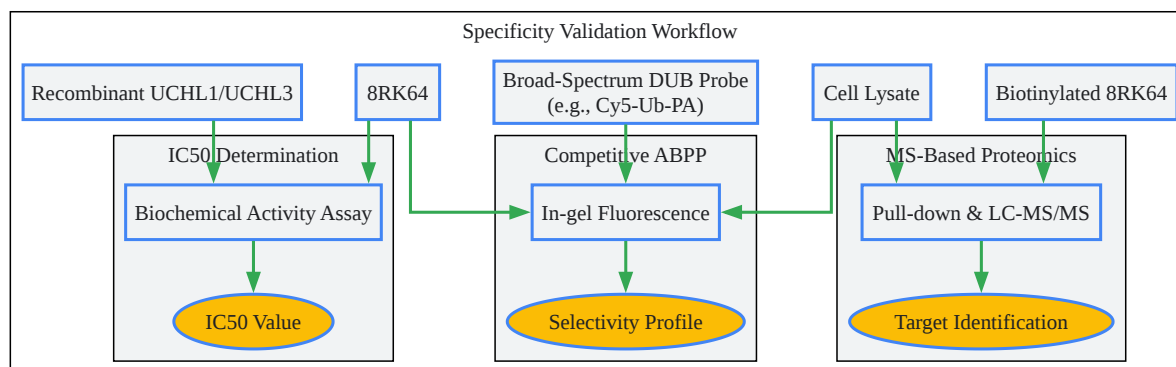 Specificity Validation Workflow
Recombinant UCHL1/UCHL3
8RK64
Broad-Spectrum DUB Probe
(e.g., Cy5-Ub-PA)
Cell Lysate
Biotinylated 8RK64
IC50 Determination
Competitive ABPP
MS-Based Proteomics
Biochemical Activity Assay
In-gel Fluorescence
Pull-down & LC-MS/MS
IC50 Value
Selectivity Profile
Target Identification